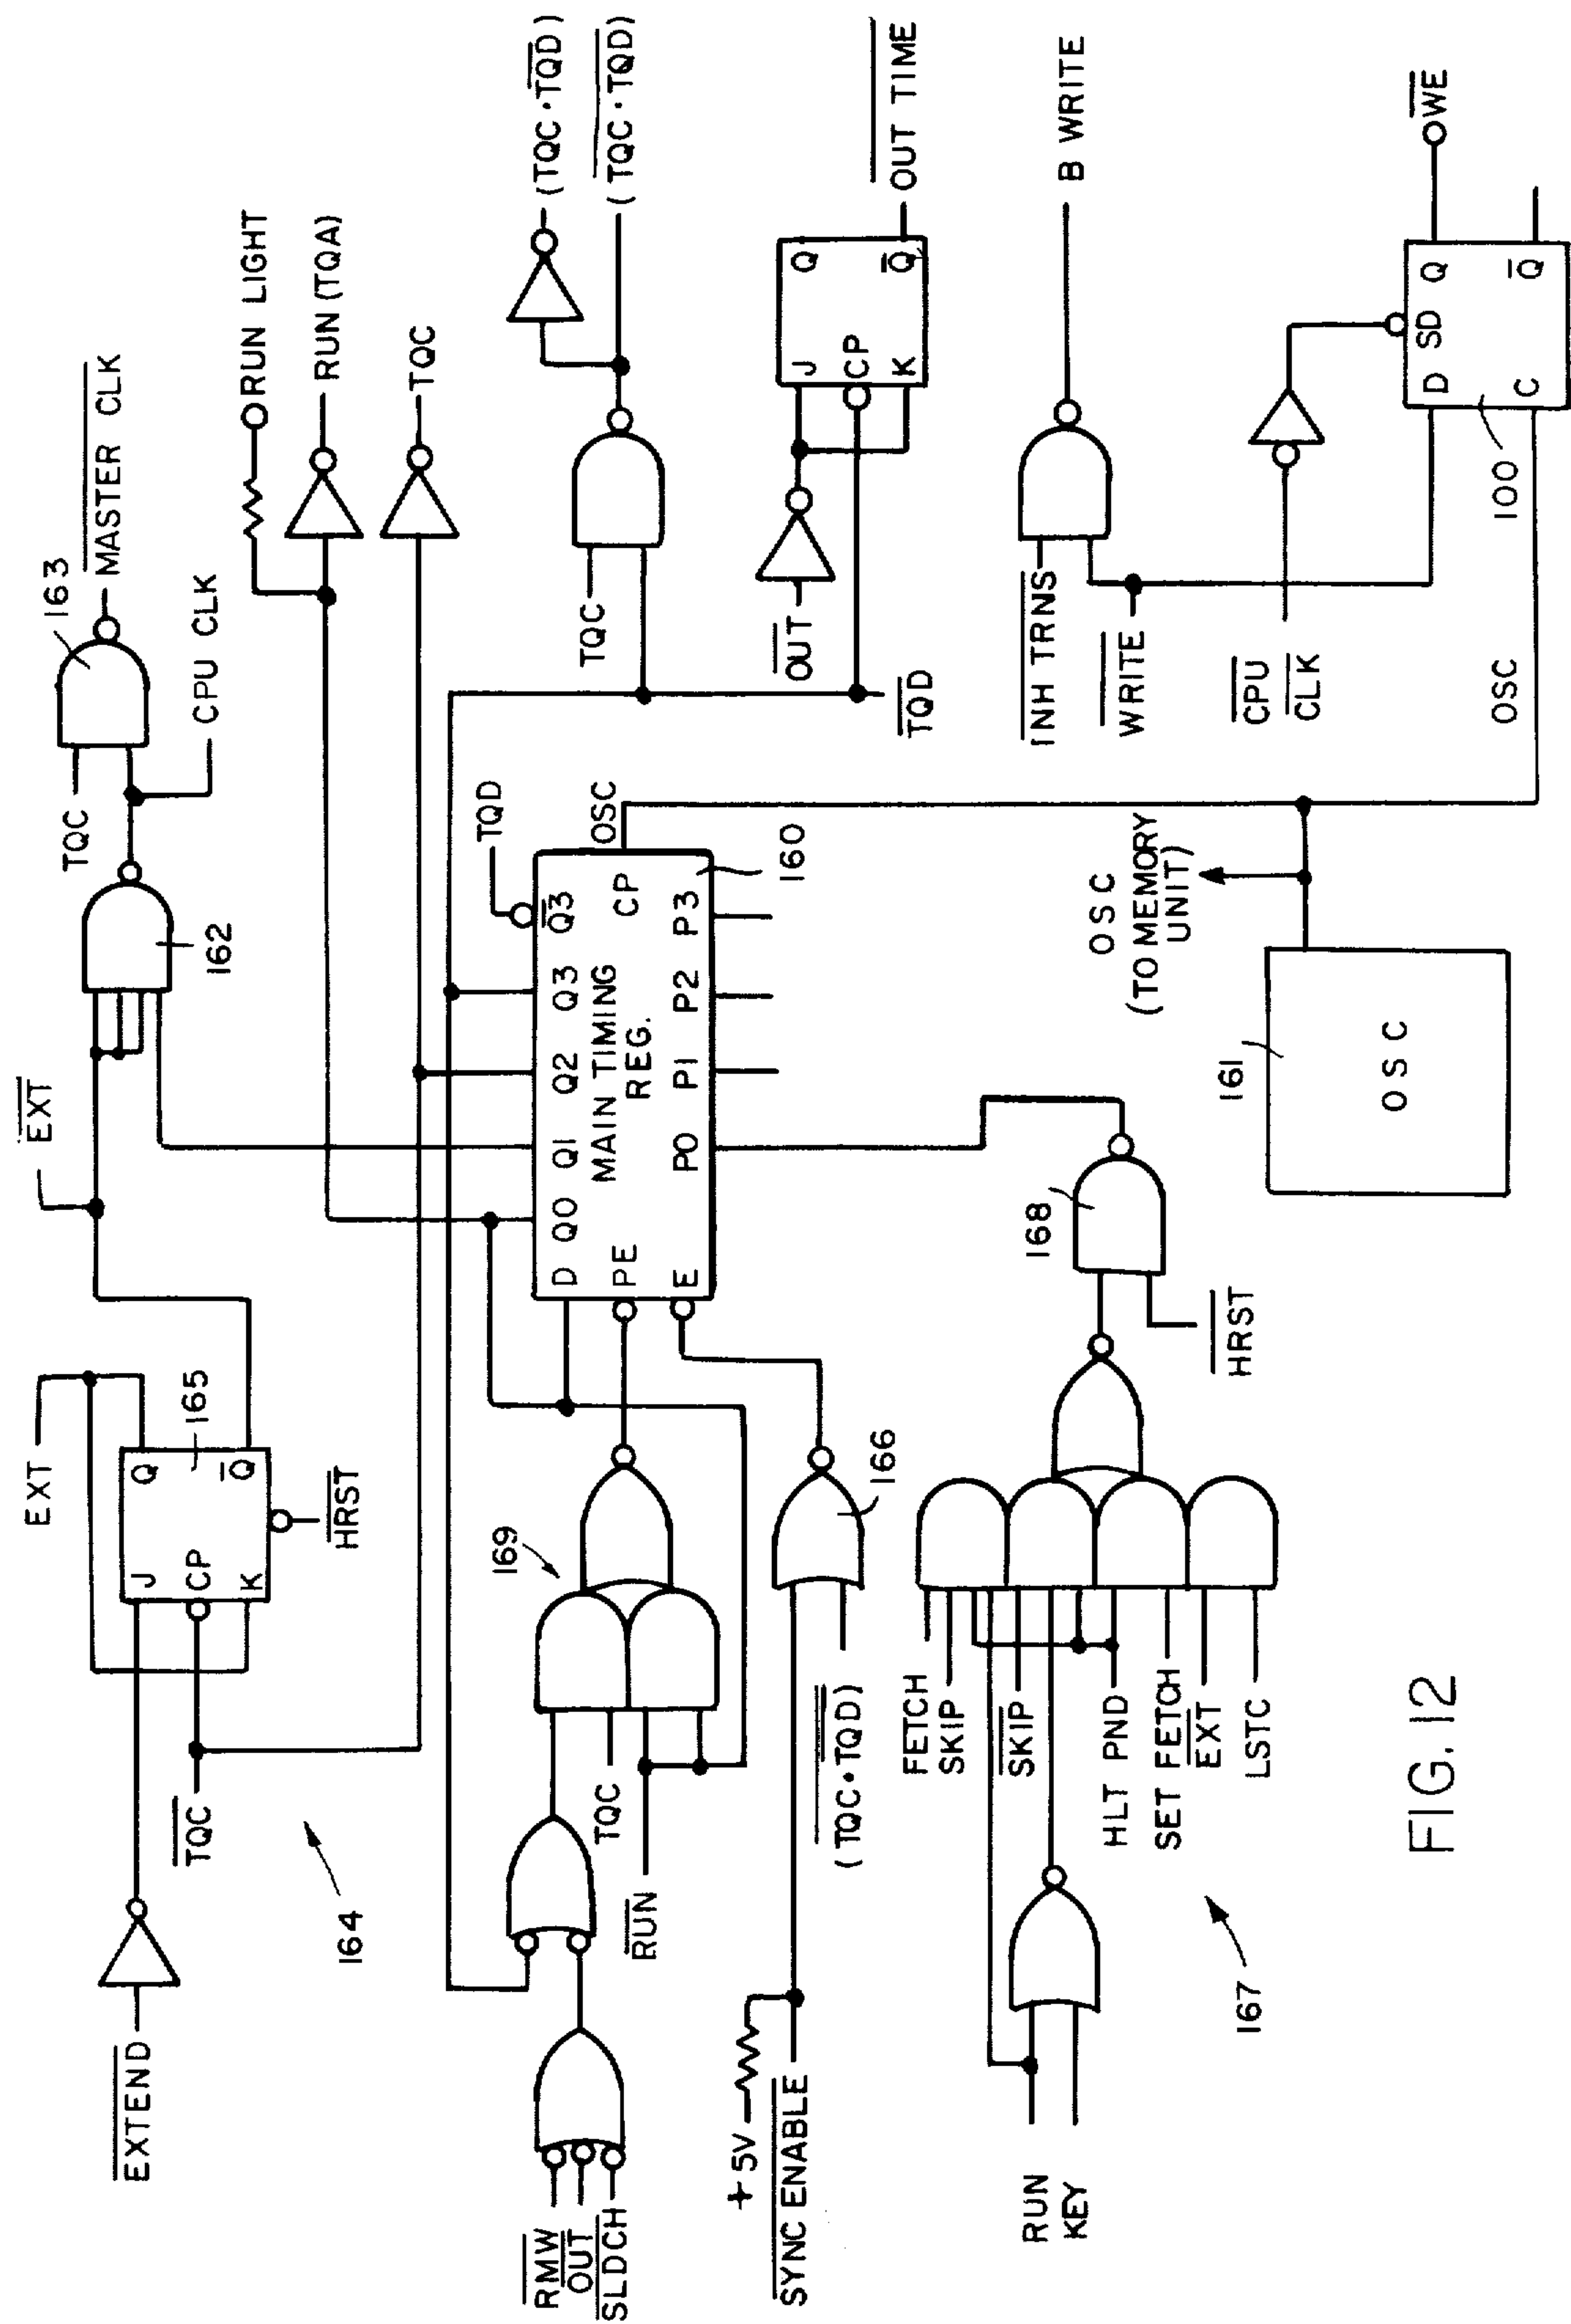 EXTEND
164
TQC
EXT
J
Q
CP
165
K
Q
HRST
EXT
162
TQC
163
MASTER CLK
CPU CLK
RUN LIGHT
RUN (TQA)
TQC
(TQC·TQD)
(TQC·TQD)
RMW
OUT
SLDCH
169
TQC
RUN
D Q0 Q1 Q2 Q3 Q3
PE
MAIN TIMING
REG.
CP
E
P0 P1 P2 P3
TQD
OSC
160
TQC
OUT
TQD
J
Q
CP
K
Q
OUT TIME
+5V
SYNC ENABLE
(TQC·TQD)
166
RUN
KEY
167
FETCH
SKIP
SKIP
HLT PND
SET FETCH
EXT
LSTC
168
HRST
161
OSC
OSC
(TO MEMORY
UNIT)
INH TRNS
WRITE
B WRITE
CPU
CLK
OSC
100
D SD Q
C
Q
WE
FIG. 12